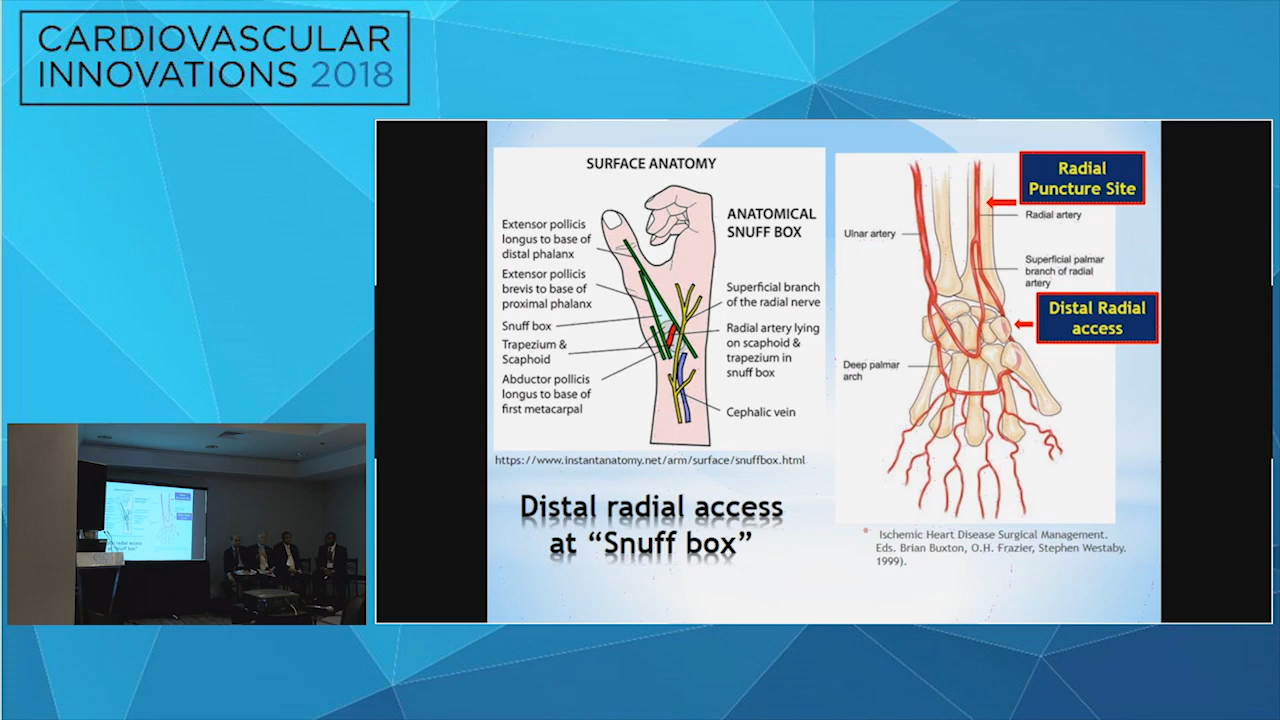 CARDIOVASCULAR
INNOVATIONS 2018
SURFACE ANATOMY
ANATOMICAL
SNUFF BOX
Extensor pollicis
longus to base of
distal phalanx
Extensor pollicis
brevis to base of
proximal phalanx
Snuff box
Trapezium &
Scaphoid
Abductor pollicis
longus to base of
first metacarpal
Superficial branch
of the radial nerve
Radial artery lying
on scaphoid &
trapezium in
snuff box
Cephalic vein
https://www.instantanatomy.net/arm/surface/snuffbox.html
Distal radial access
at “Snuff box”
Radial
Puncture Site
Radial artery
Ulnar artery
Superficial palmar
branch of radial
artery
Distal Radial
access
Deep palmar
arch
* Ischemic Heart Disease Surgical Management.
Eds. Brian Buxton, O.H. Frazier, Stephen Westaby.
1999).